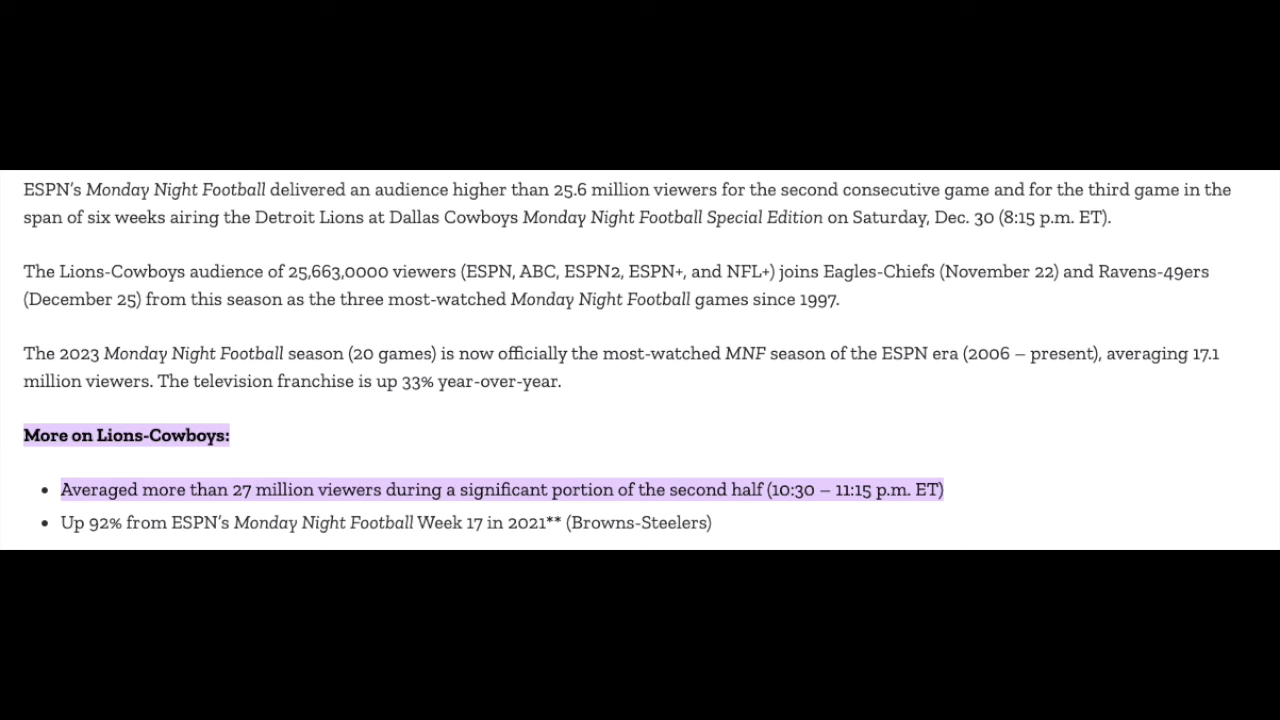 ESPN’s Monday Night Football delivered an audience higher than 25.6 million viewers for the second consecutive game and for the third game in the
span of six weeks airing the Detroit Lions at Dallas Cowboys Monday Night Football Special Edition on Saturday, Dec. 30 (8:15 p.m. ET).
The Lions-Cowboys audience of 25,663,0000 viewers (ESPN, ABC, ESPN2, ESPN+, and NFL+) joins Eagles-Chiefs (November 22) and Ravens-49ers
(December 25) from this season as the three most-watched Monday Night Football games since 1997.
The 2023 Monday Night Football season (20 games) is now officially the most-watched MNF season of the ESPN era (2006 – present), averaging 17.1
million viewers. The television franchise is up 33% year-over-year.
More on Lions-Cowboys:
• Averaged more than 27 million viewers during a significant portion of the second half (10:30 – 11:15 p.m. ET)
• Up 92% from ESPN’s Monday Night Football Week 17 in 2021** (Browns-Steelers)